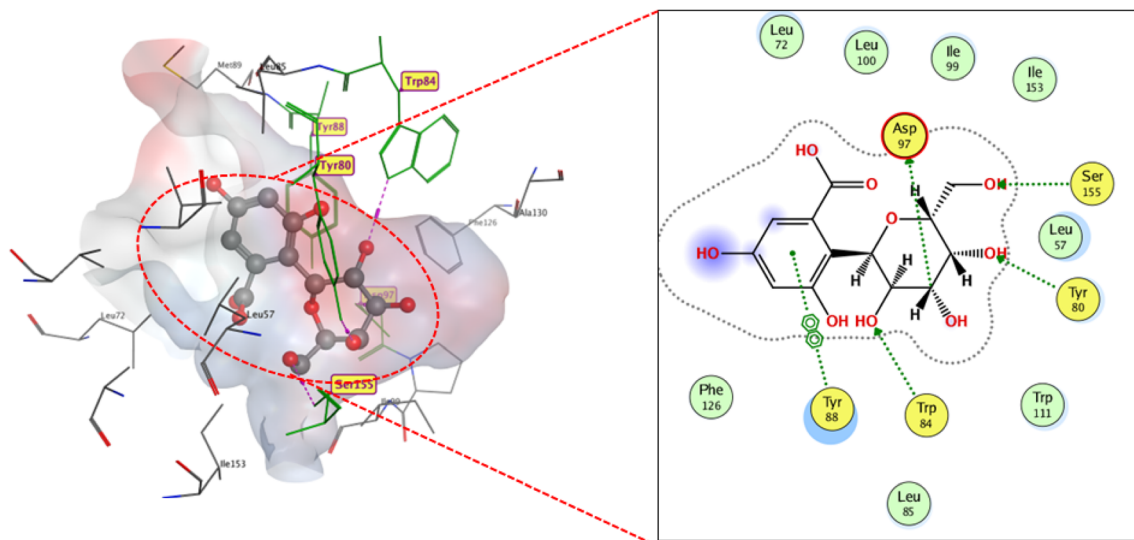 Met89
Leu85
Trp84
Tyr88
Tyr80
Phe126
Ala130
Leu72
Leu57
Ser155
Ile153
Leu
72
Leu
100
Ile
99
Ile
153
Asp
97
HO
O
H
OH
Ser
155
O
H
Leu
57
HO
H
H
H
OH
Tyr
80
OH
HO
H
OH
Phe
126
Tyr
88
Trp
84
Trp
111
Leu
85